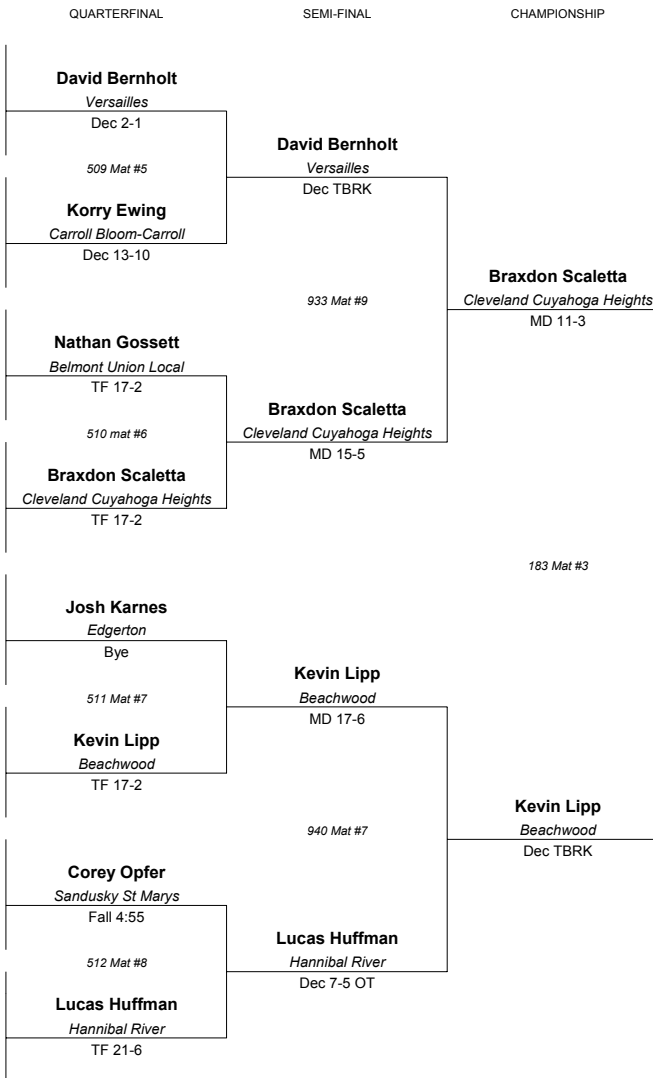 QUARTERFINAL
SEMI-FINAL
CHAMPIONSHIP
David Bernholt
Versailles
Dec 2-1
509 Mat #5
Korry Ewing
Carroll Bloom-Carroll
Dec 13-10
Nathan Gossett
Belmont Union Local
TF 17-2
510 mat #6
Braxdon Scaletta
Cleveland Cuyahoga Heights
TF 17-2
Josh Karnes
Edgerton
Bye
511 Mat #7
Kevin Lipp
Beachwood
TF 17-2
Corey Opfer
Sandusky St Marys
Fall 4:55
512 Mat #8
Lucas Huffman
Hannibal River
TF 21-6
David Bernholt
Versailles
Dec TBRK
933 Mat #9
Braxdon Scaletta
Cleveland Cuyahoga Heights
MD 15-5
Kevin Lipp
Beachwood
MD 17-6
940 Mat #7
Lucas Huffman
Hannibal River
Dec 7-5 OT
Braxdon Scaletta
Cleveland Cuyahoga Heights
MD 11-3
183 Mat #3
Kevin Lipp
Beachwood
Dec TBRK